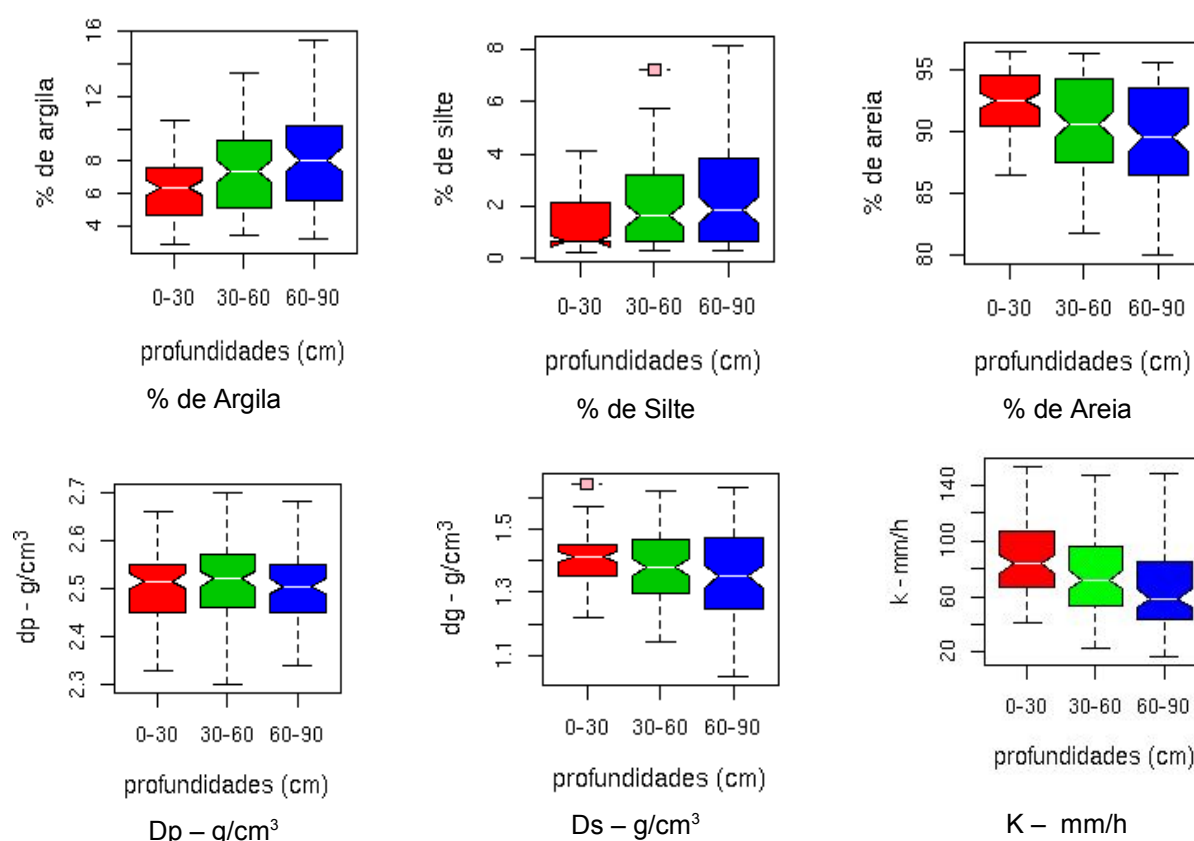 % de argila
16
12
8
6
4
0-30 30-60 60-90
profundidades (cm)
% de Argila
% de silte
8
6
4
2
0
0-30 30-60 60-90
profundidades (cm)
% de Silte
% de areia
95
90
85
80
0-30 30-60 60-90
profundidades (cm)
% de Areia
dp - g/cm³
2.7
2.6
2.5
2.4
2.3
0-30 30-60 60-90
profundidades (cm)
Dp – g/cm³
dg - g/cm³
1.5
1.3
1.1
0-30 30-60 60-90
profundidades (cm)
Ds – g/cm³
k - mm/h
140
100
60
20
0-30 30-60 60-90
profundidades (cm)
K – mm/h